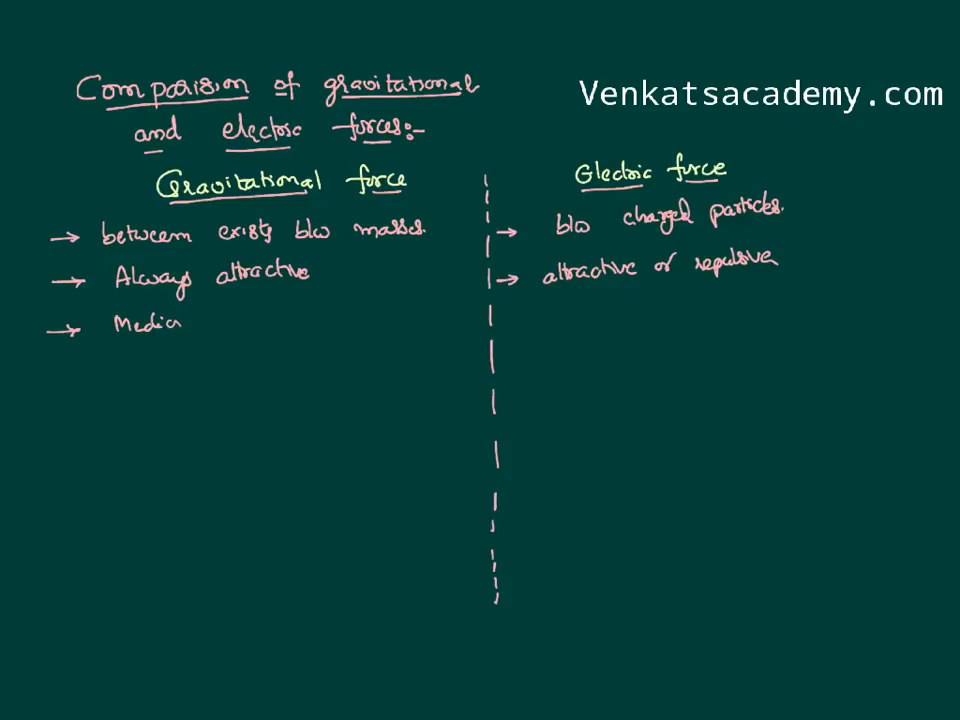 Comparision of gravitational
and electric forces:-
Venkatsacademy.com
Gravitational force
→ between exists b/w masses.
→ Always attractive
→ Media
Electric force
→ b/w charged particles.
→ attractive or repulsive